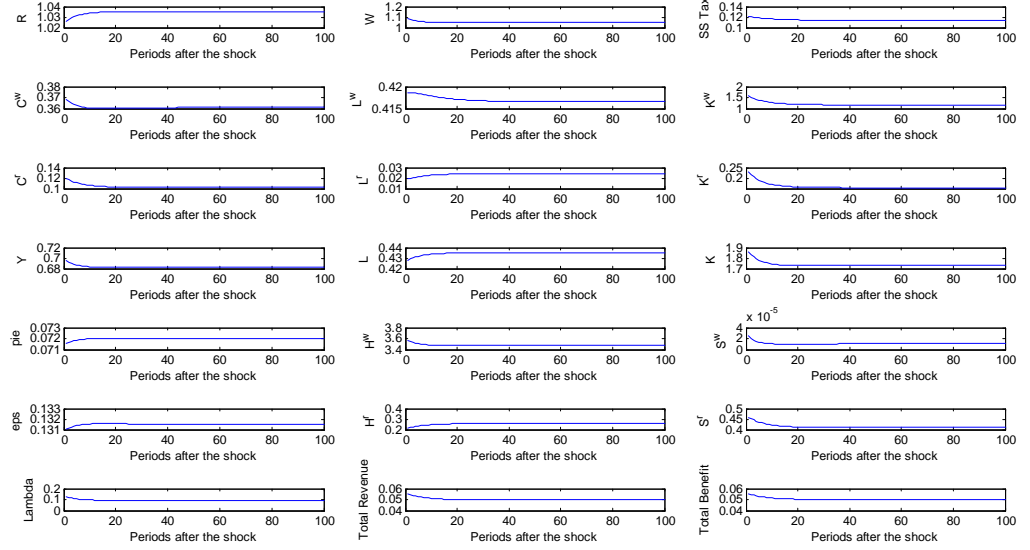 R
1.04
1.03
1.02
0 20 40 60 80 100
Periods after the shock
W
1.2
1.1
1
0 20 40 60 80 100
Periods after the shock
SS Tax
0.14
0.12
0.1
0 20 40 60 80 100
Periods after the shock
C^w
0.38
0.37
0.36
0 20 40 60 80 100
Periods after the shock
L^w
0.42
0.415
0 20 40 60 80 100
Periods after the shock
K^w
2
1.5
1
0 20 40 60 80 100
Periods after the shock
C^r
0.14
0.12
0.1
0 20 40 60 80 100
Periods after the shock
L^r
0.03
0.02
0.01
0 20 40 60 80 100
Periods after the shock
K^r
0.25
0.2
0 20 40 60 80 100
Periods after the shock
Y
0.72
0.7
0.68
0 20 40 60 80 100
Periods after the shock
L
0.44
0.43
0.42
0 20 40 60 80 100
Periods after the shock
K
1.9
1.8
1.7
0 20 40 60 80 100
Periods after the shock
pie
0.073
0.072
0.071
0 20 40 60 80 100
Periods after the shock
H^w
3.8
3.6
3.4
0 20 40 60 80 100
Periods after the shock
x 10^-5
S^w
4
2
0
0 20 40 60 80 100
Periods after the shock
eps
0.133
0.132
0.131
0 20 40 60 80 100
Periods after the shock
H^r
0.4
0.3
0.2
0 20 40 60 80 100
Periods after the shock
S^r
0.5
0.45
0.4
0 20 40 60 80 100
Periods after the shock
Lambda
0.2
0.1
0
0 20 40 60 80 100
Periods after the shock
Total Revenue
0.06
0.05
0.04
0 20 40 60 80 100
Periods after the shock
Total Benefit
0.06
0.05
0.04
0 20 40 60 80 100
Periods after the shock